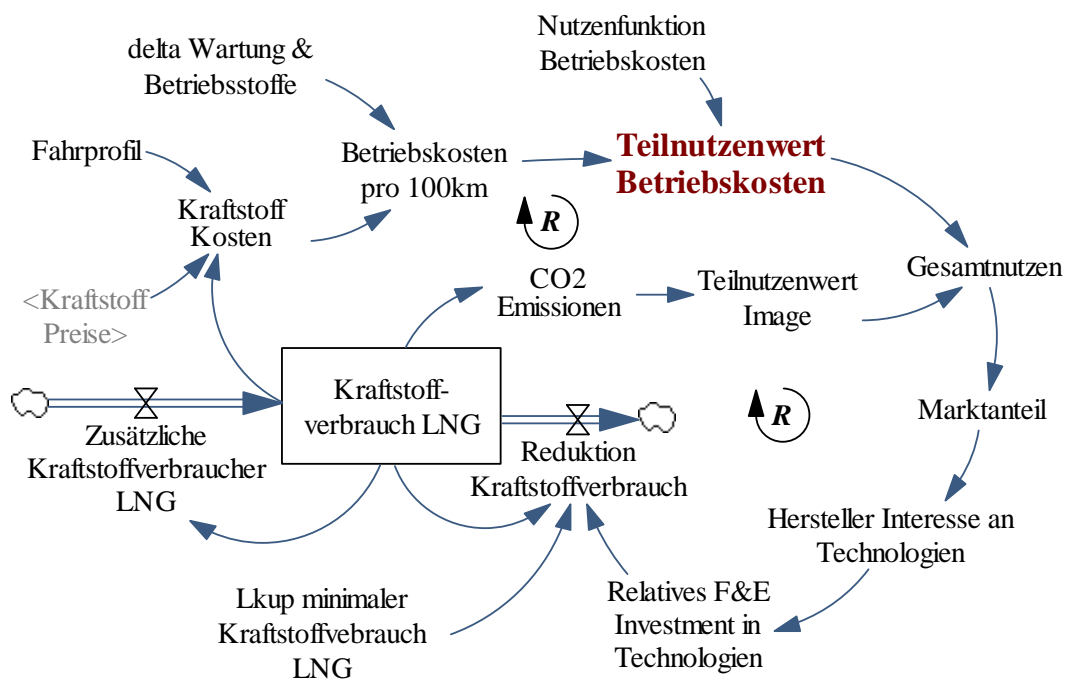 Nutzenfunktion
Betriebskosten
delta Wartung &
Betriebsstoffe
Fahrprofil
Betriebskosten
pro 100km
Teilnutzenwert
Betriebskosten
Kraftstoff
Kosten
R
<Kraftstoff
Preise>
CO2
Emissionen
Teilnutzenwert
Image
Gesamtnutzen
Kraftstoff-
verbrauch LNG
Zusätzliche
Kraftstoffverbraucher
LNG
Reduktion
Kraftstoffverbrauch
R
Marktanteil
Hersteller Interesse an
Technologien
Lkup minimaler
Kraftstoffvebrauch
LNG
Relatives F&E
Investment in
Technologien